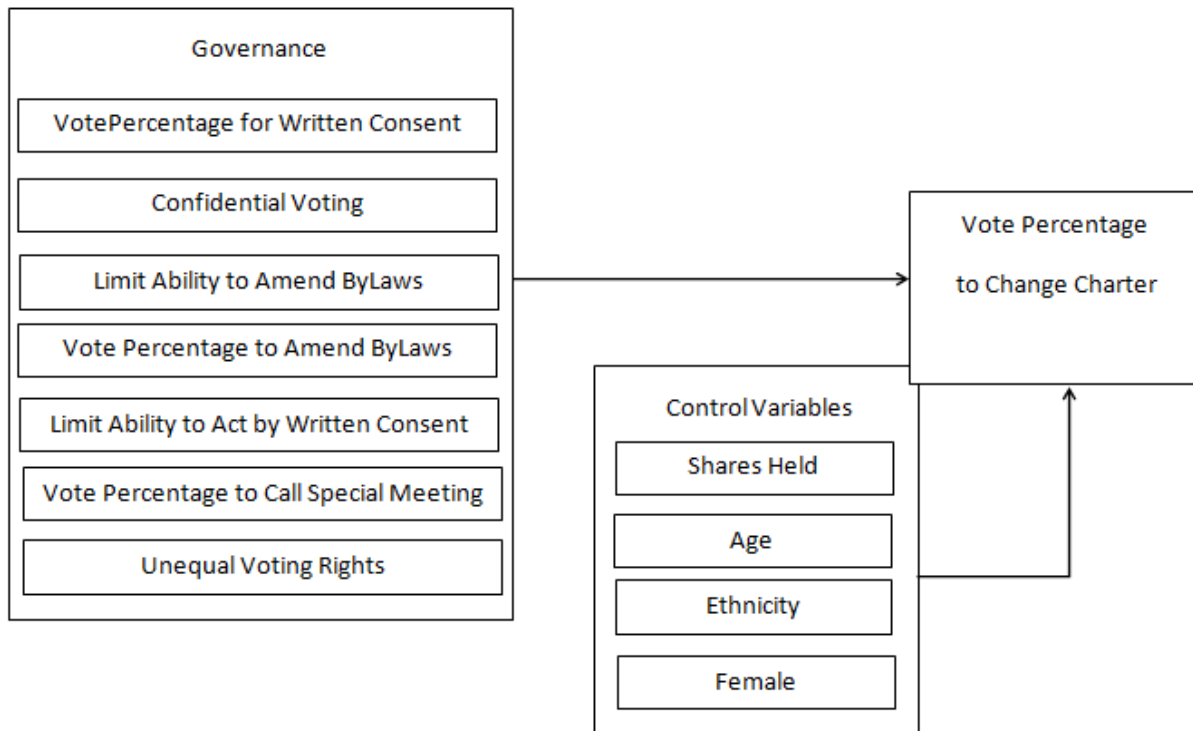 Governance
VotePercentage for Written Consent
Confidential Voting
Limit Ability to Amend ByLaws
Vote Percentage to Amend ByLaws
Limit Ability to Act by Written Consent
Vote Percentage to Call Special Meeting
Unequal Voting Rights
Vote Percentage
to Change Charter
Control Variables
Shares Held
Age
Ethnicity
Female